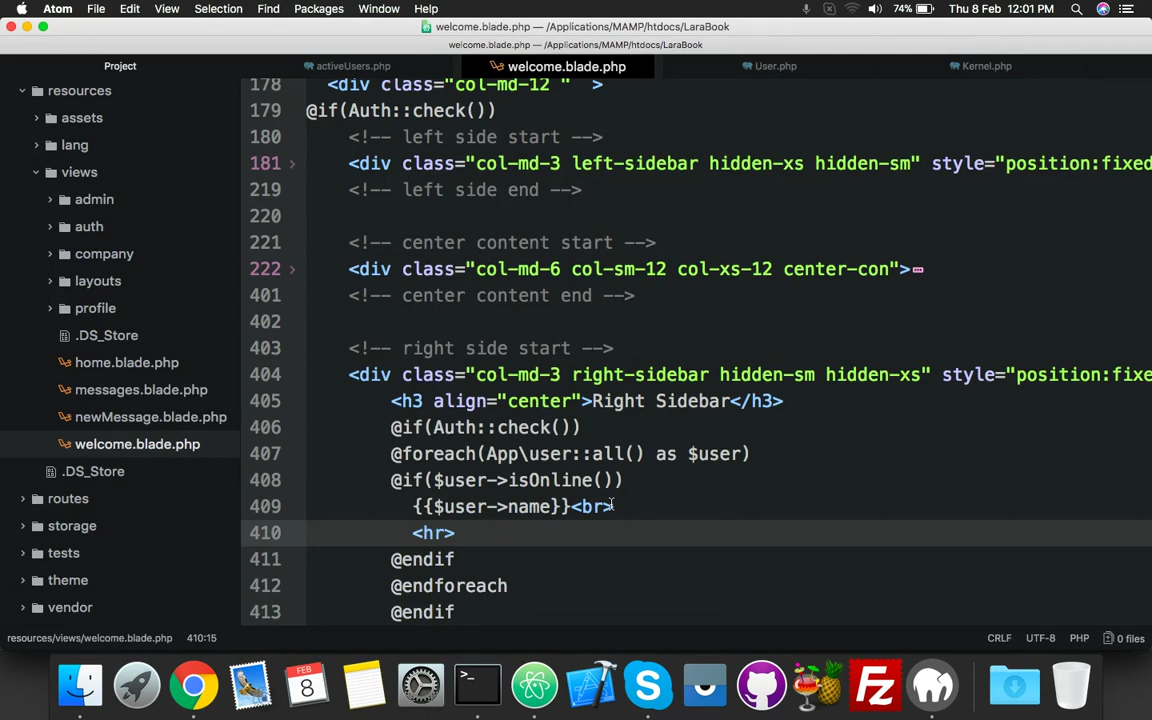 Atom File Edit View Selection Find Packages Window Help 74% Thu 8 Feb 12:01 PM
welcome.blade.php — /Applications/MAMP/htdocs/LaraBook
welcome.blade.php — /Applications/MAMP/htdocs/LaraBook
Project activeUsers.php welcome.blade.php User.php Kernel.php
resources
assets
lang
views
admin
auth
company
layouts
profile
.DS_Store
home.blade.php
messages.blade.php
newMessage.blade.php
welcome.blade.php
.DS_Store
routes
storage
tests
theme
vendor
178 <div class="col-md-12 " >
179 @if(Auth::check())
180 <!-- left side start -->
181 <div class="col-md-3 left-sidebar hidden-xs hidden-sm" style="position:fixed
219 <!-- left side end -->
220
221 <!-- center content start -->
222 <div class="col-md-6 col-sm-12 col-xs-12 center-con">
401 <!-- center content end -->
402
403 <!-- right side start -->
404 <div class="col-md-3 right-sidebar hidden-sm hidden-xs" style="position:fixe
405 <h3 align="center">Right Sidebar</h3>
406 @if(Auth::check())
407 @foreach(App\user::all() as $user)
408 @if($user->isOnline())
409 {{$user->name}}<br>
410 <hr>
411 @endif
412 @endforeach
413 @endif
resources/views/welcome.blade.php 410:15 CRLF UTF-8 PHP 0 files
FEB
8
S
Fz